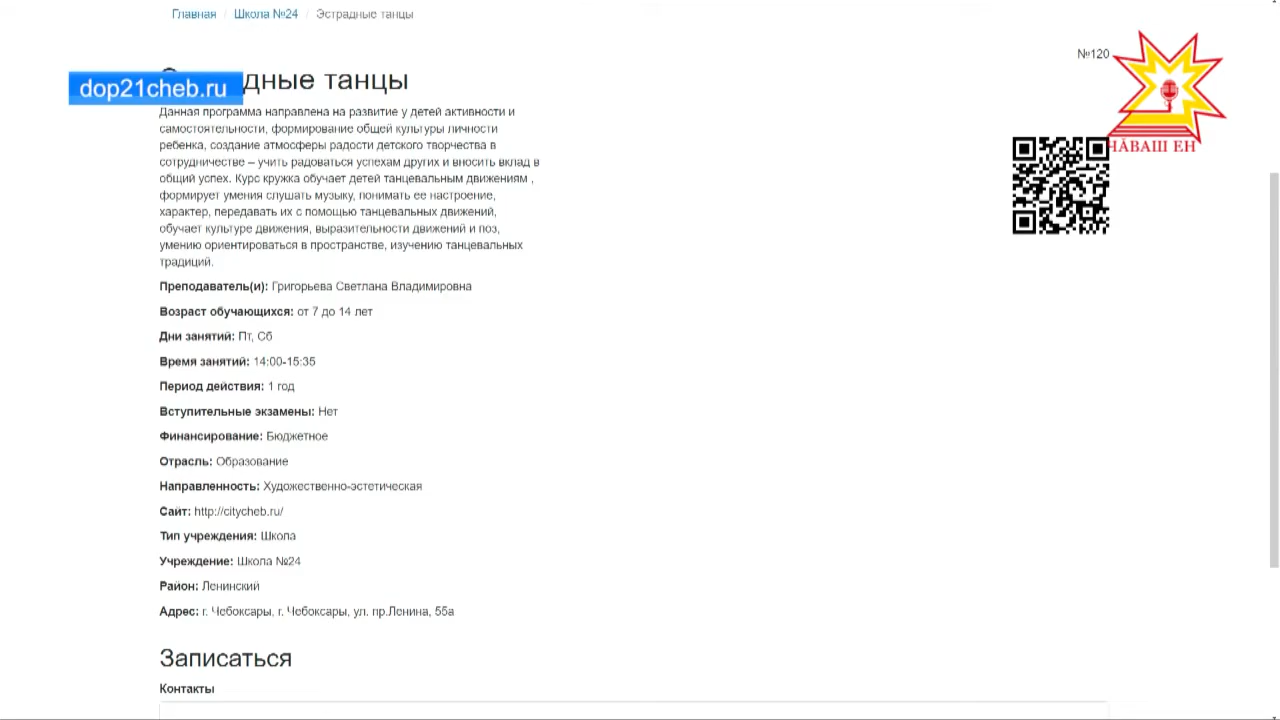 Главная / Школа №24 / Эстрадные танцы
№120
dop21cheb.ru
дные танцы
ЧĂВАШ ЕН
Данная программа направлена на развитие у детей активности и
самостоятельности, формирование общей культуры личности
ребенка, создание атмосферы радости детского творчества в
сотрудничестве – учить радоваться успехам других и вносить вклад в
общий успех. Курс кружка обучает детей танцевальным движениям ,
формирует умения слушать музыку, понимать ее настроение,
характер, передавать их с помощью танцевальных движений,
обучает культуре движения, выразительности движений и поз,
умению ориентироваться в пространстве, изучению танцевальных
традиций.
Преподаватель(и): Григорьева Светлана Владимировна
Возраст обучающихся: от 7 до 14 лет
Дни занятий: Пт, Сб
Время занятий: 14:00-15:35
Период действия: 1 год
Вступительные экзамены: Нет
Финансирование: Бюджетное
Отрасль: Образование
Направленность: Художественно-эстетическая
Сайт: http://citycheb.ru/
Тип учреждения: Школа
Учреждение: Школа №24
Район: Ленинский
Адрес: г. Чебоксары, г. Чебоксары, ул. пр.Ленина, 55а
Записаться
Контакты